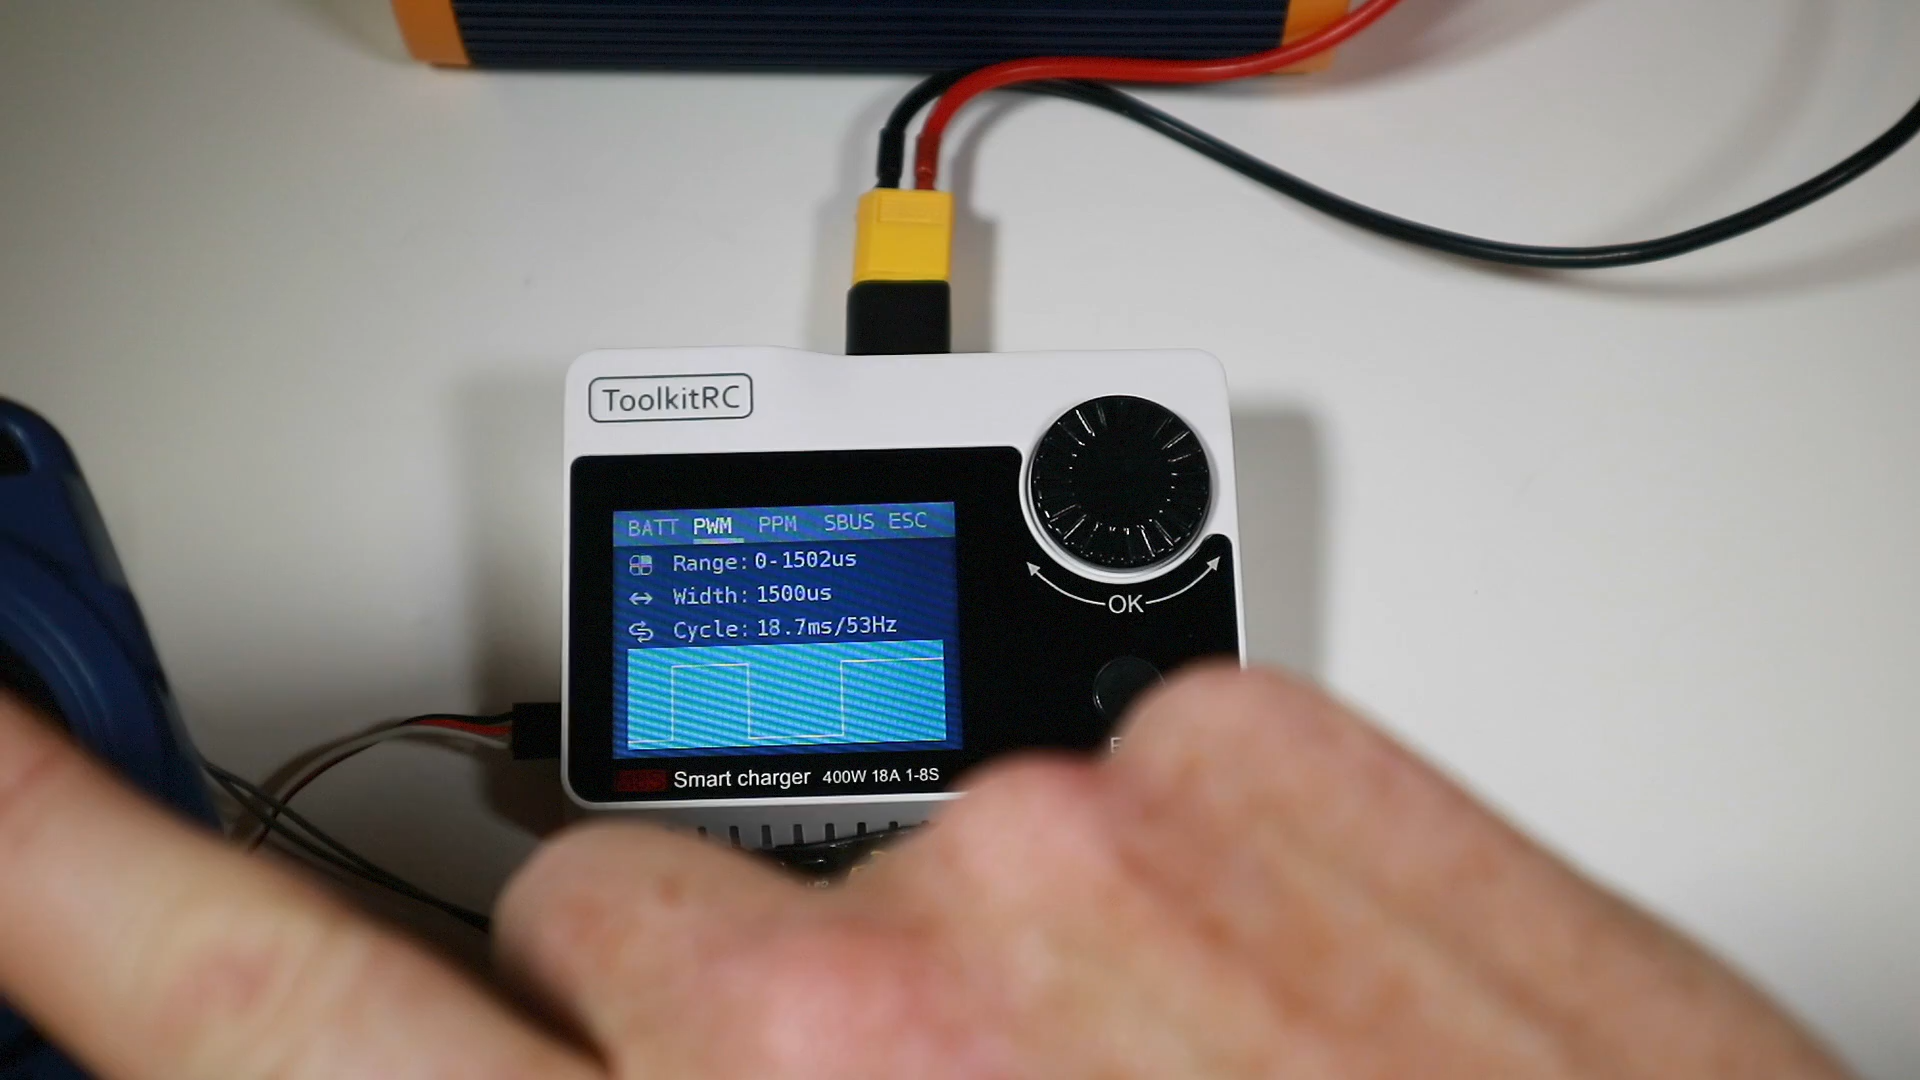 ToolkitRC
BATT PWM PPM SBUS ESC
Range: 0-1502us
Width: 1500us
Cycle: 18.7ms/53Hz
OK
Smart charger 400W 18A 1-8S